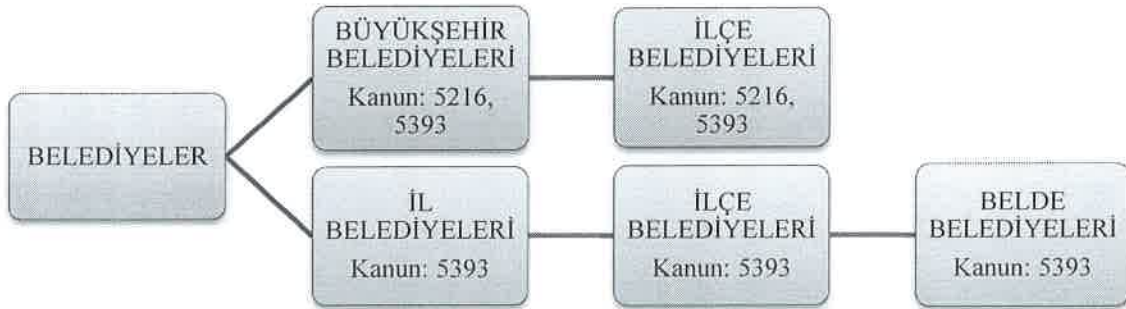 BELEDİYELER
BÜYÜKŞEHİR
BELEDİYELERİ
Kanun: 5216,
5393
İLÇE
BELEDİYELERİ
Kanun: 5216,
5393
İL
BELEDİYELERİ
Kanun: 5393
İLÇE
BELEDİYELERİ
Kanun: 5393
BELDE
BELEDİYELERİ
Kanun: 5393